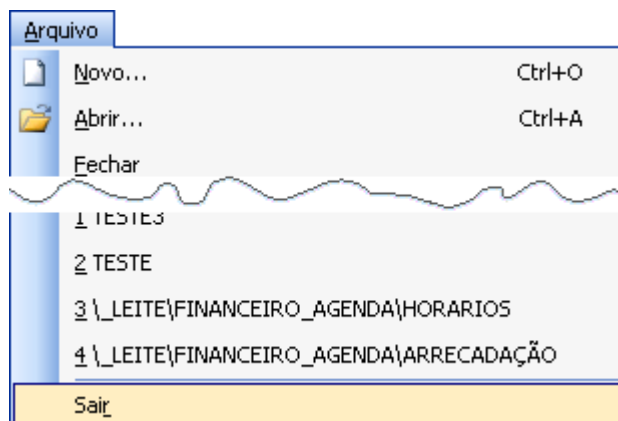 Arquivo
Novo... Ctrl+O
Abrir... Ctrl+A
Fechar
1 TESTE3
2 TESTE
3 \_LEITE\FINANCEIRO_AGENDA\HORARIOS
4 \_LEITE\FINANCEIRO_AGENDA\ARRECADAÇÃO
Sair